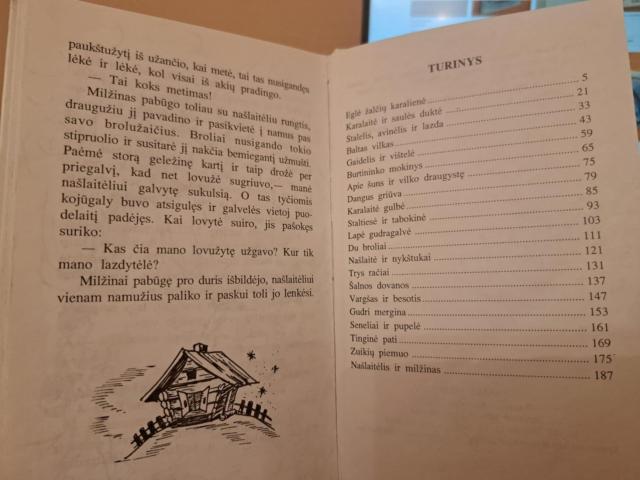 paukštužytį iš užančio, kai metė, tai tas nusigandęs
lėkė ir lėkė, kol visai iš akių pradingo.
— Tai koks metimas!
Milžinas pabūgo toliau su našlaitėliu rungtis,
draugužiu jį pavadino ir pasikvietė į namus pas
savo brolužaičius. Broliai nusigando tokio
stipruolio ir susitarė jį nakčia bemiegantį užmušti.
Paėmė storą geležinę kartį ir taip drožė per
priegalvį, kad net lovužė sugriuvo,— manė
našlaitėliui galvytę sukulsią. O tas tyčiomis
kojūgaly buvo atsigulęs ir galvelės vietoj puo-
delaitį padėjęs. Kai lovytė suiro, jis pašokęs
suriko:
— Kas čia mano lovužytę užgavo? Kur tik
mano lazdytėlė?
Milžinai pabūgę pro duris išbildėjo, našlaitėliui
vienam namužius paliko ir paskui toli jo lenkėsi.
TURINYS
Eglė žalčių karalienė 5
Karalaitė ir saulės duktė 21
Stalelis, avinėlis ir lazda 33
Baltas vilkas 43
Gaidelis ir vištelė 59
Burtininko mokinys 65
Apie šuns ir vilko draugystę 75
Dangus griūva 79
Karalaitė gulbė 85
Staltiesė ir tabokinė 93
Lapė gudragalvė 103
Du broliai 111
Našlaitė ir nykštukai 121
Trys račiai 131
Šalnos dovanos 137
Vargšas ir besotis 147
Gudri mergina 153
Seneliai ir pupelė 161
Tinginė pati 169
Zuikių piemuo 175
Našlaitėlis ir milžinas 187